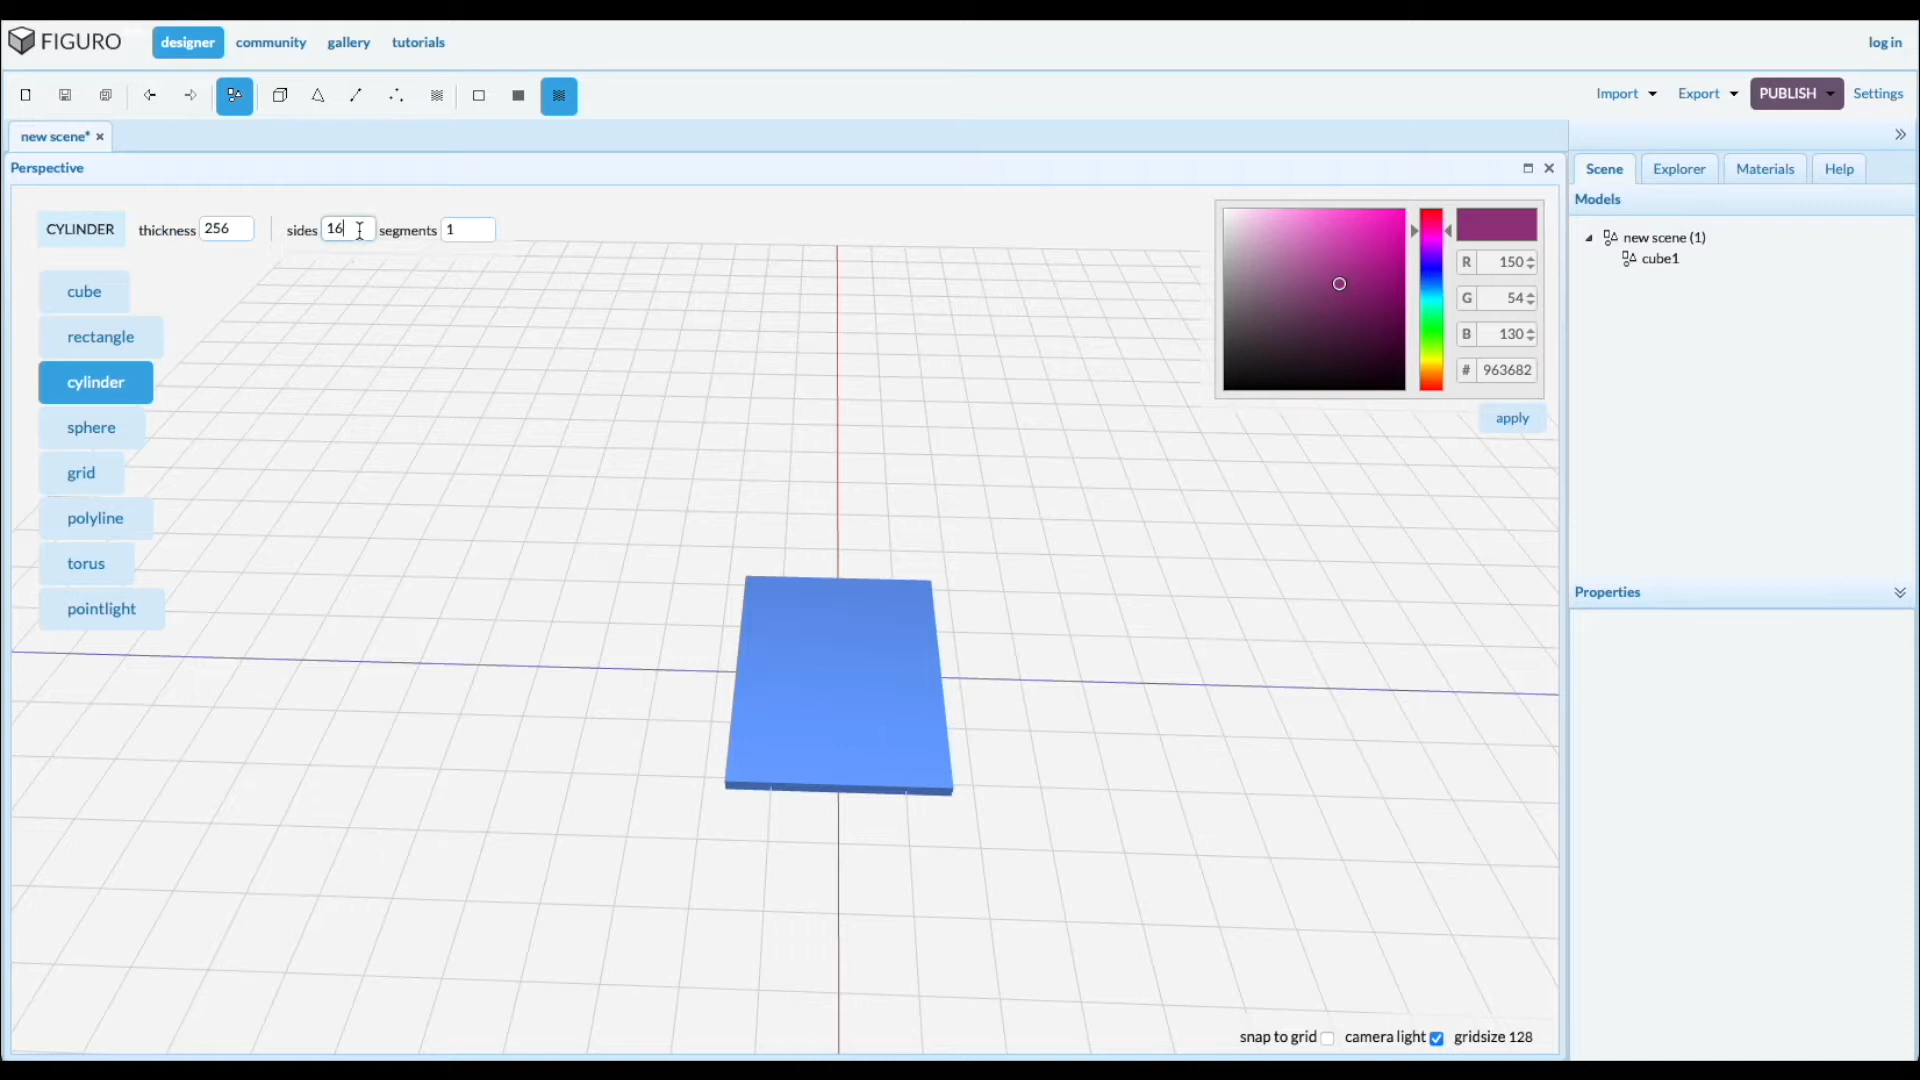 FIGURO designer community gallery tutorials log in
Import Export PUBLISH Settings
new scene*
Perspective
CYLINDER thickness 256 sides 16 segments 1
cube
rectangle
cylinder
sphere
grid
polyline
torus
pointlight
R 150
G 54
B 130
# 963682
apply
snap to grid camera light gridsize 128
Scene Explorer Materials Help
Models
new scene (1)
cube1
Properties